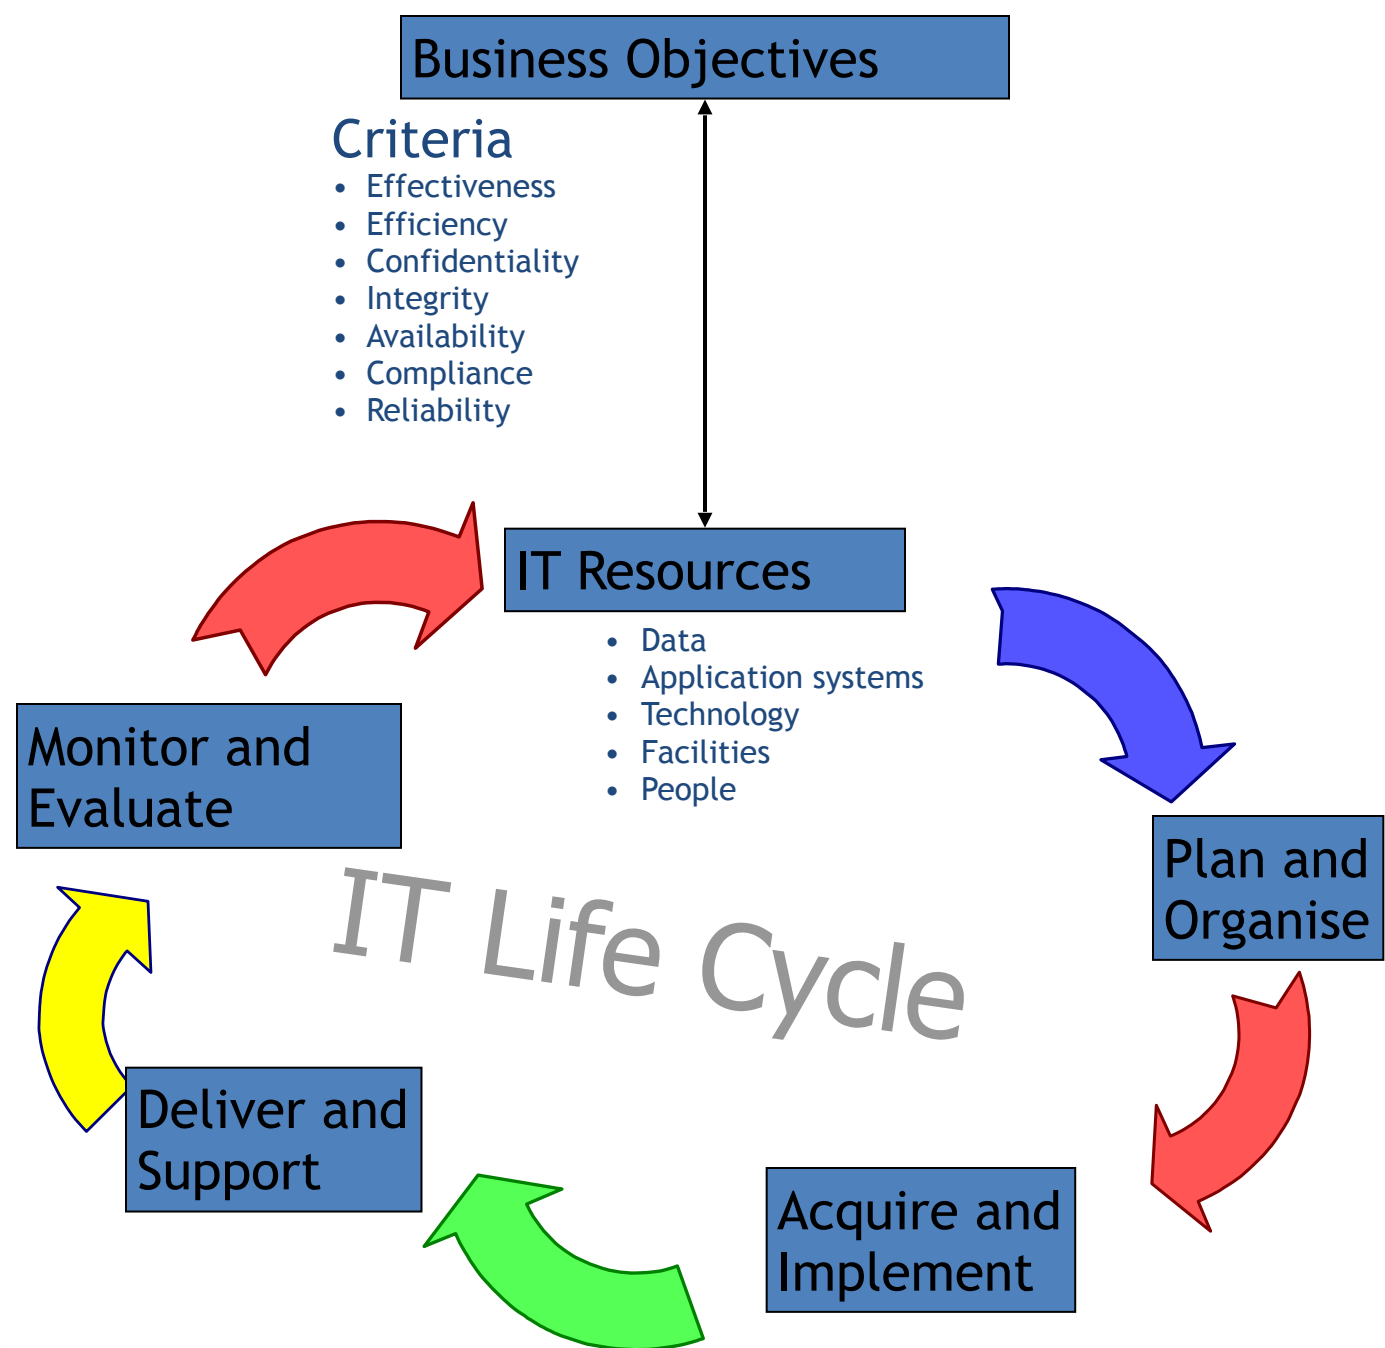 Business Objectives
Criteria
• Effectiveness
• Efficiency
• Confidentiality
• Integrity
• Availability
• Compliance
• Reliability
IT Resources
• Data
• Application systems
• Technology
• Facilities
• People
Monitor and
Evaluate
Plan and
Organise
IT Life Cycle
Deliver and
Support
Acquire and
Implement